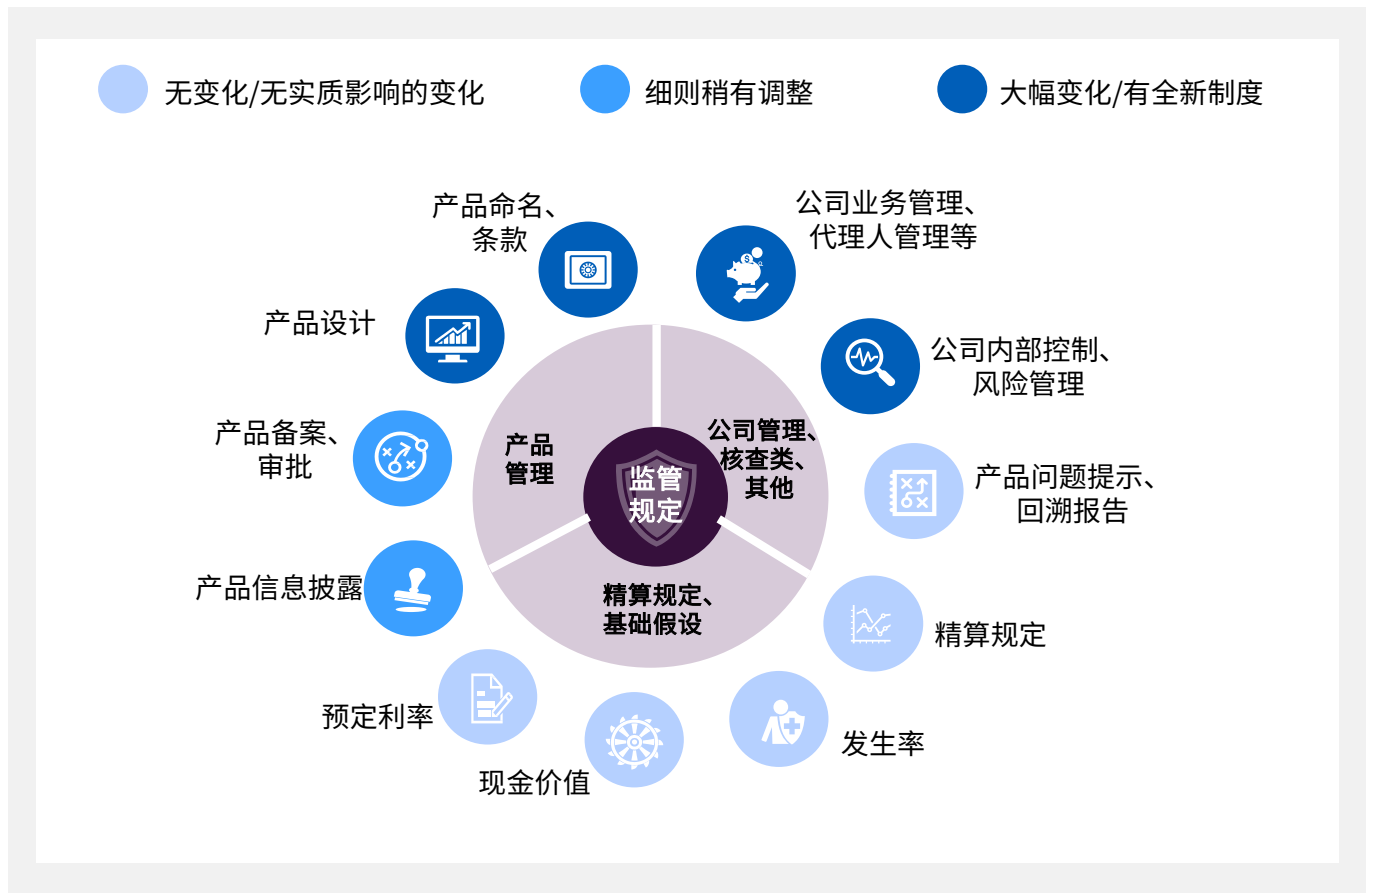 无变化/无实质影响的变化
细则稍有调整
大幅变化/有全新制度
产品命名、
条款
公司业务管理、
代理人管理等
产品设计
公司内部控制、
风险管理
产品备案、
审批
产品
管理
公司管理、
核查类、
其他
监管
规定
产品问题提示、
回溯报告
产品信息披露
精算规定、
基础假设
精算规定
预定利率
发生率
现金价值